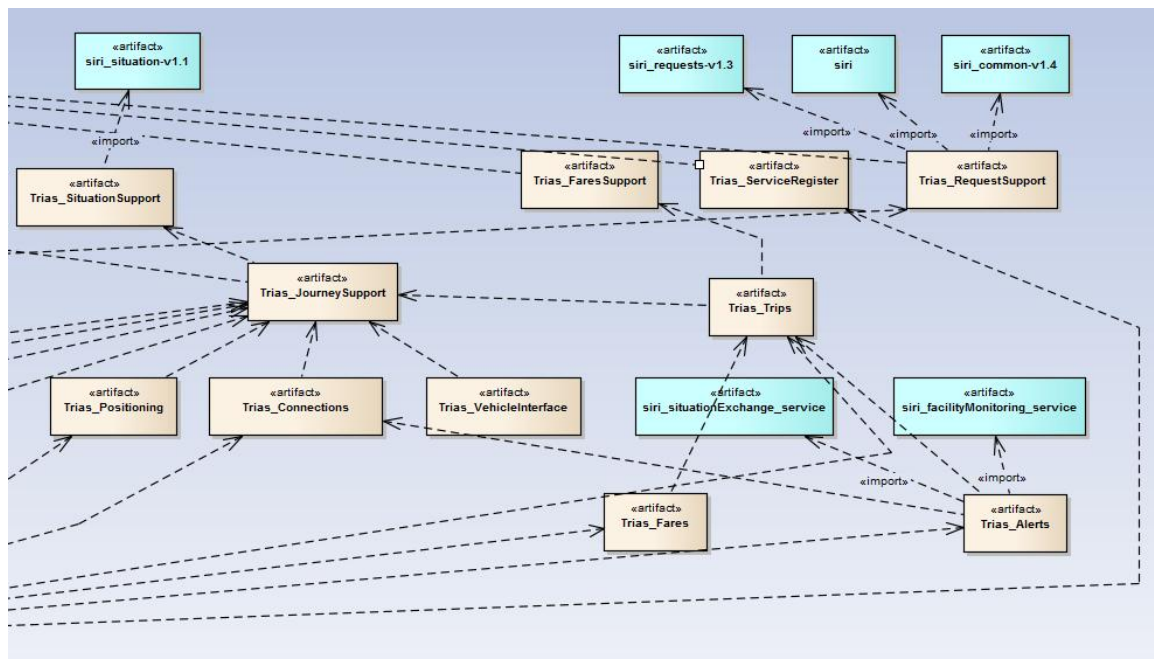 «artifact»
siri_situation-v1.1
«artifact»
siri_requests-v1.3
«artifact»
siri
«artifact»
siri_common-v1.4
«import»
«import»
«import»
«import»
«artifact»
Trias_SituationSupport
«artifact»
Trias_FaresSupport
«artifact»
Trias_ServiceRegister
«artifact»
Trias_RequestSupport
«artifact»
Trias_JourneySupport
«artifact»
Trias_Trips
«artifact»
Trias_Positioning
«artifact»
Trias_Connections
«artifact»
Trias_VehicleInterface
«artifact»
siri_situationExchange_service
«artifact»
siri_facilityMonitoring_service
«import»
«import»
«artifact»
Trias_Fares
«artifact»
Trias_Alerts